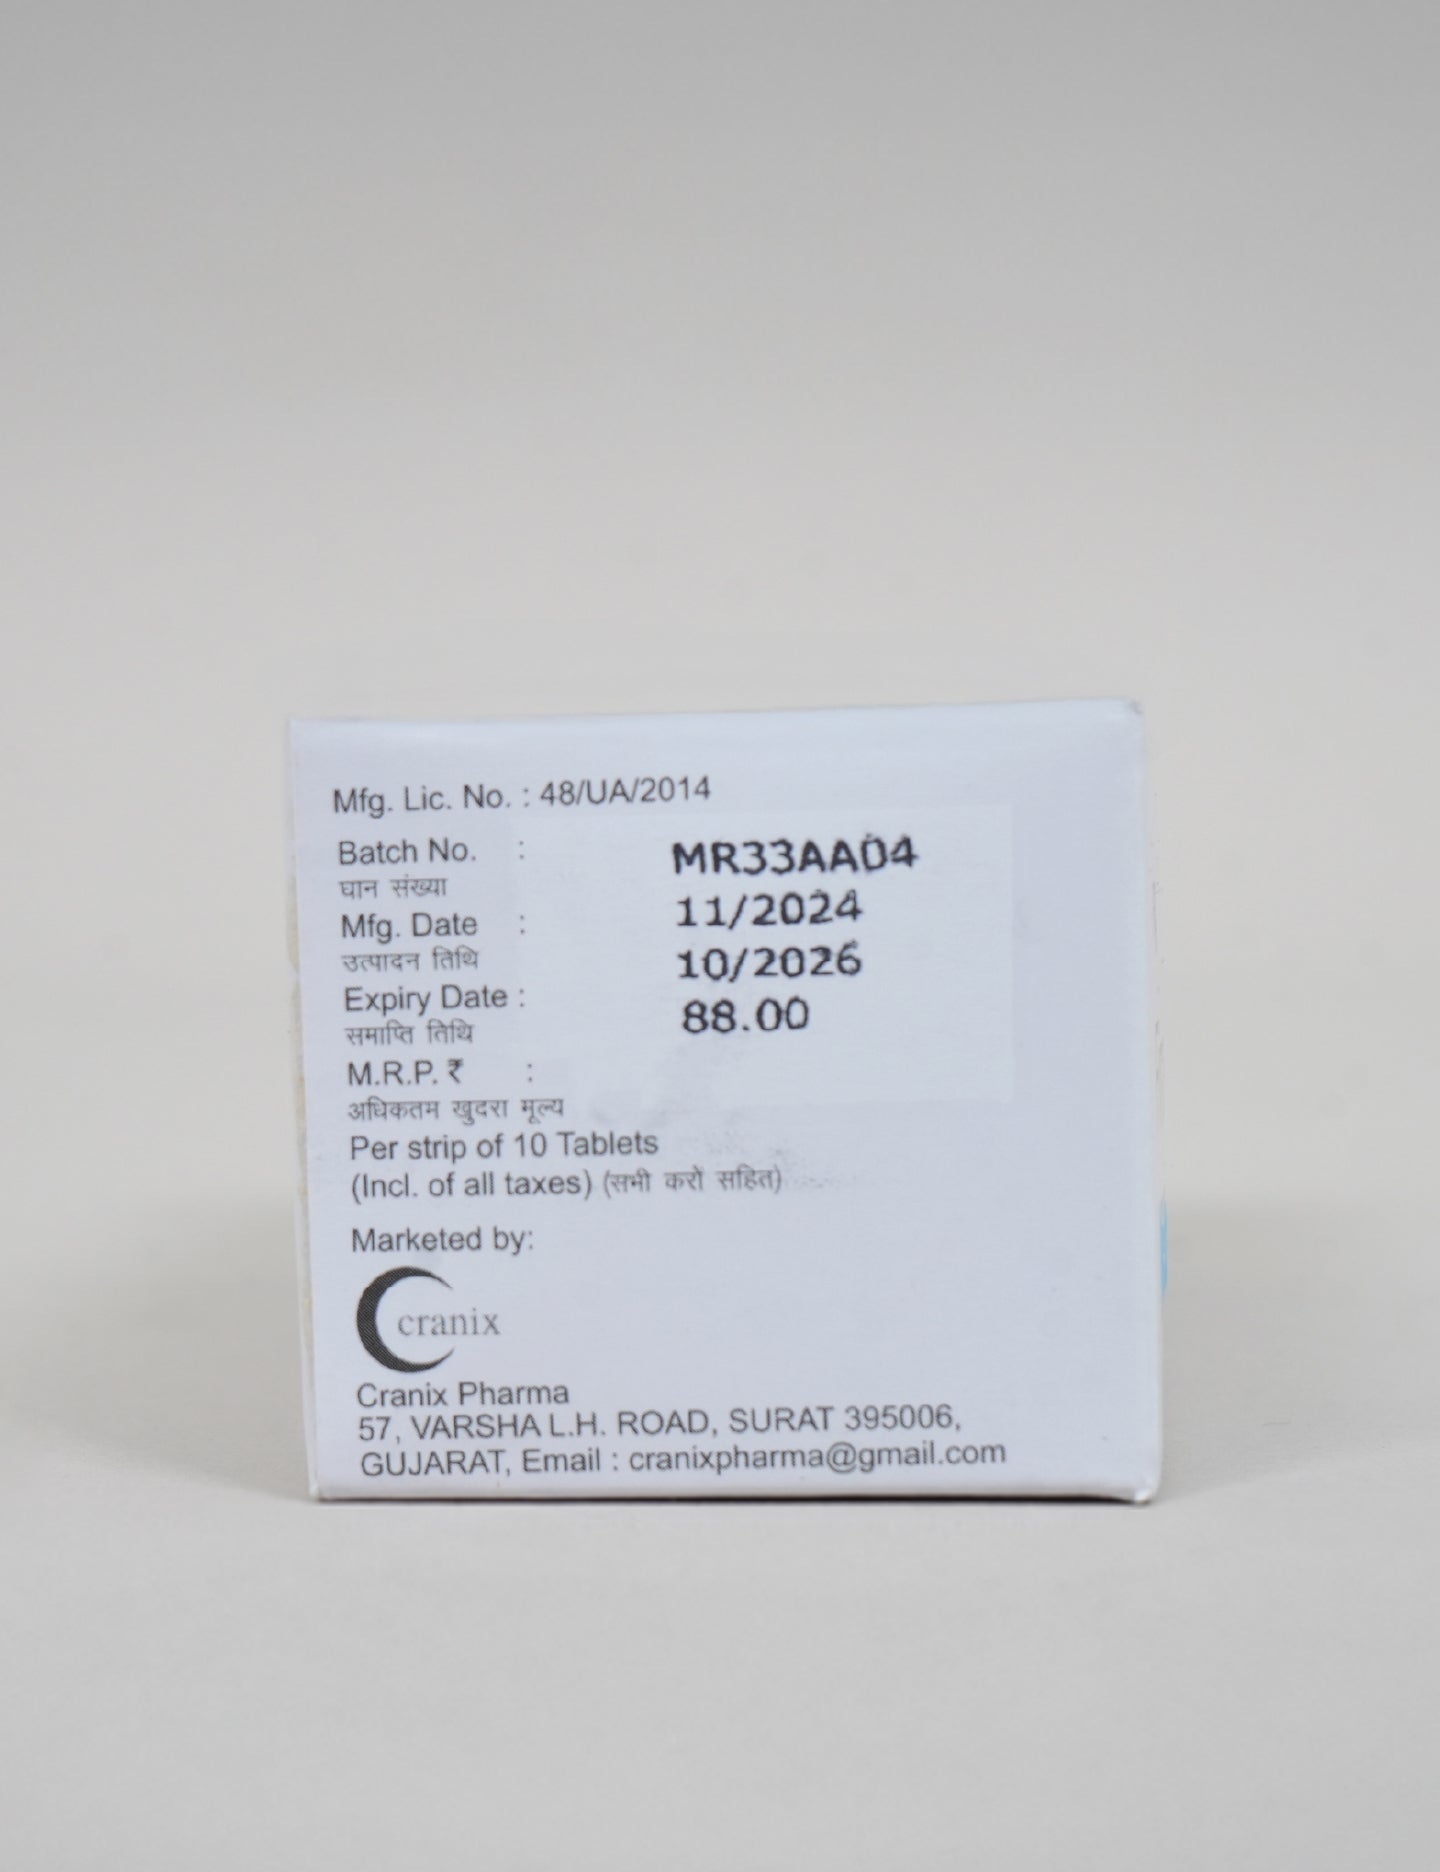 Mfg. Lic. No. : 48/UA/2014
Batch No. : MR33AA04
घान संख्या
Mfg. Date : 11/2024
उत्पादन तिथि
Expiry Date : 10/2026
समाप्ति तिथि
M.R.P. ₹ : 88.00
अधिकतम खुदरा मूल्य
Per strip of 10 Tablets
(Incl. of all taxes) (सभी करों सहित)
Marketed by:
cranix
Cranix Pharma
57, VARSHA L.H. ROAD, SURAT 395006,
GUJARAT, Email : cranixpharma@gmail.com